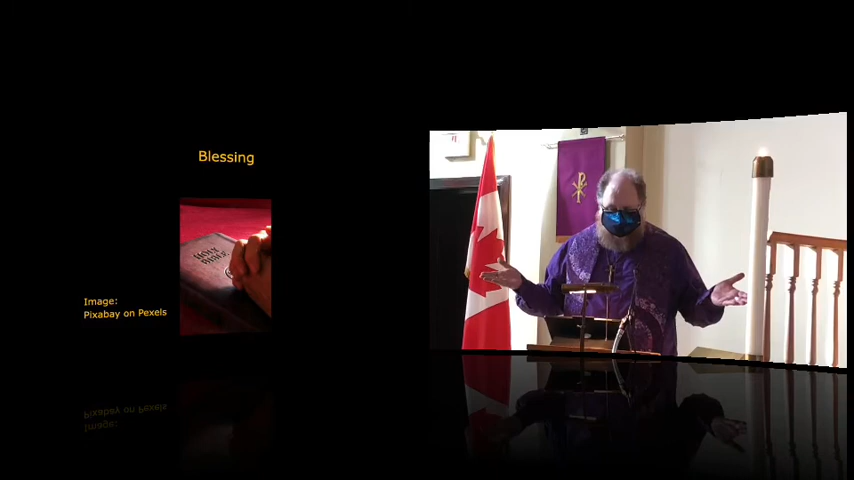 Blessing
HOLY
BIBLE
Image:
Pixabay on Pexels